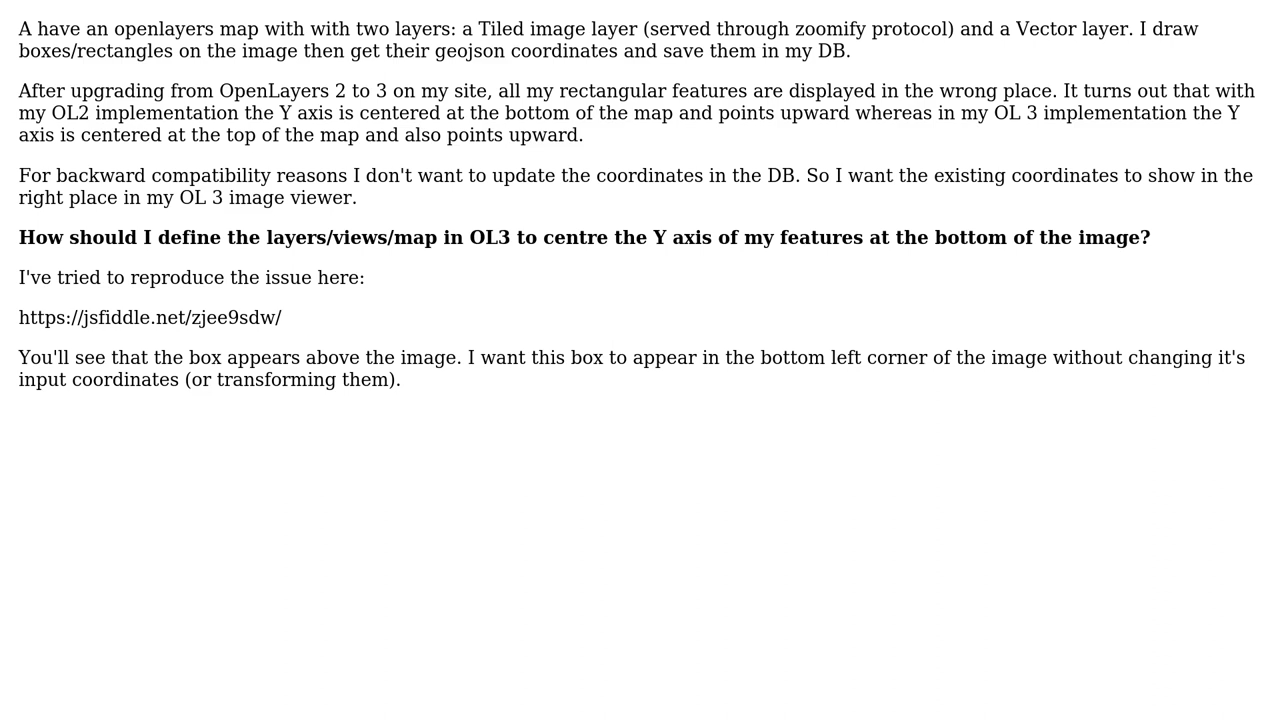 A have an openlayers map with with two layers: a Tiled image layer (served through zoomify protocol) and a Vector layer. I draw
boxes/rectangles on the image then get their geojson coordinates and save them in my DB.
After upgrading from OpenLayers 2 to 3 on my site, all my rectangular features are displayed in the wrong place. It turns out that with
my OL2 implementation the Y axis is centered at the bottom of the map and points upward whereas in my OL 3 implementation the Y
axis is centered at the top of the map and also points upward.
For backward compatibility reasons I don't want to update the coordinates in the DB. So I want the existing coordinates to show in the
right place in my OL 3 image viewer.
How should I define the layers/views/map in OL3 to centre the Y axis of my features at the bottom of the image?
I've tried to reproduce the issue here:
https://jsfiddle.net/zjee9sdw/
You'll see that the box appears above the image. I want this box to appear in the bottom left corner of the image without changing it's
input coordinates (or transforming them).